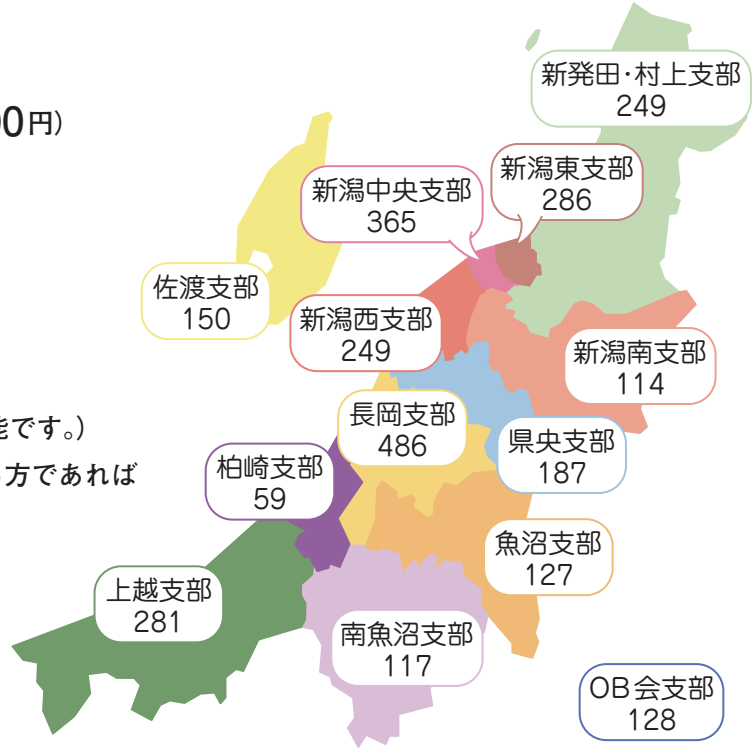 新発田・村上支部
249
00円）
新潟東支部
286
新潟中央支部
365
佐渡支部
150
新潟西支部
249
新潟南支部
114
能です。）
長岡支部
486
県央支部
187
方であれば
柏崎支部
59
魚沼支部
127
上越支部
281
南魚沼支部
117
OB会支部
128